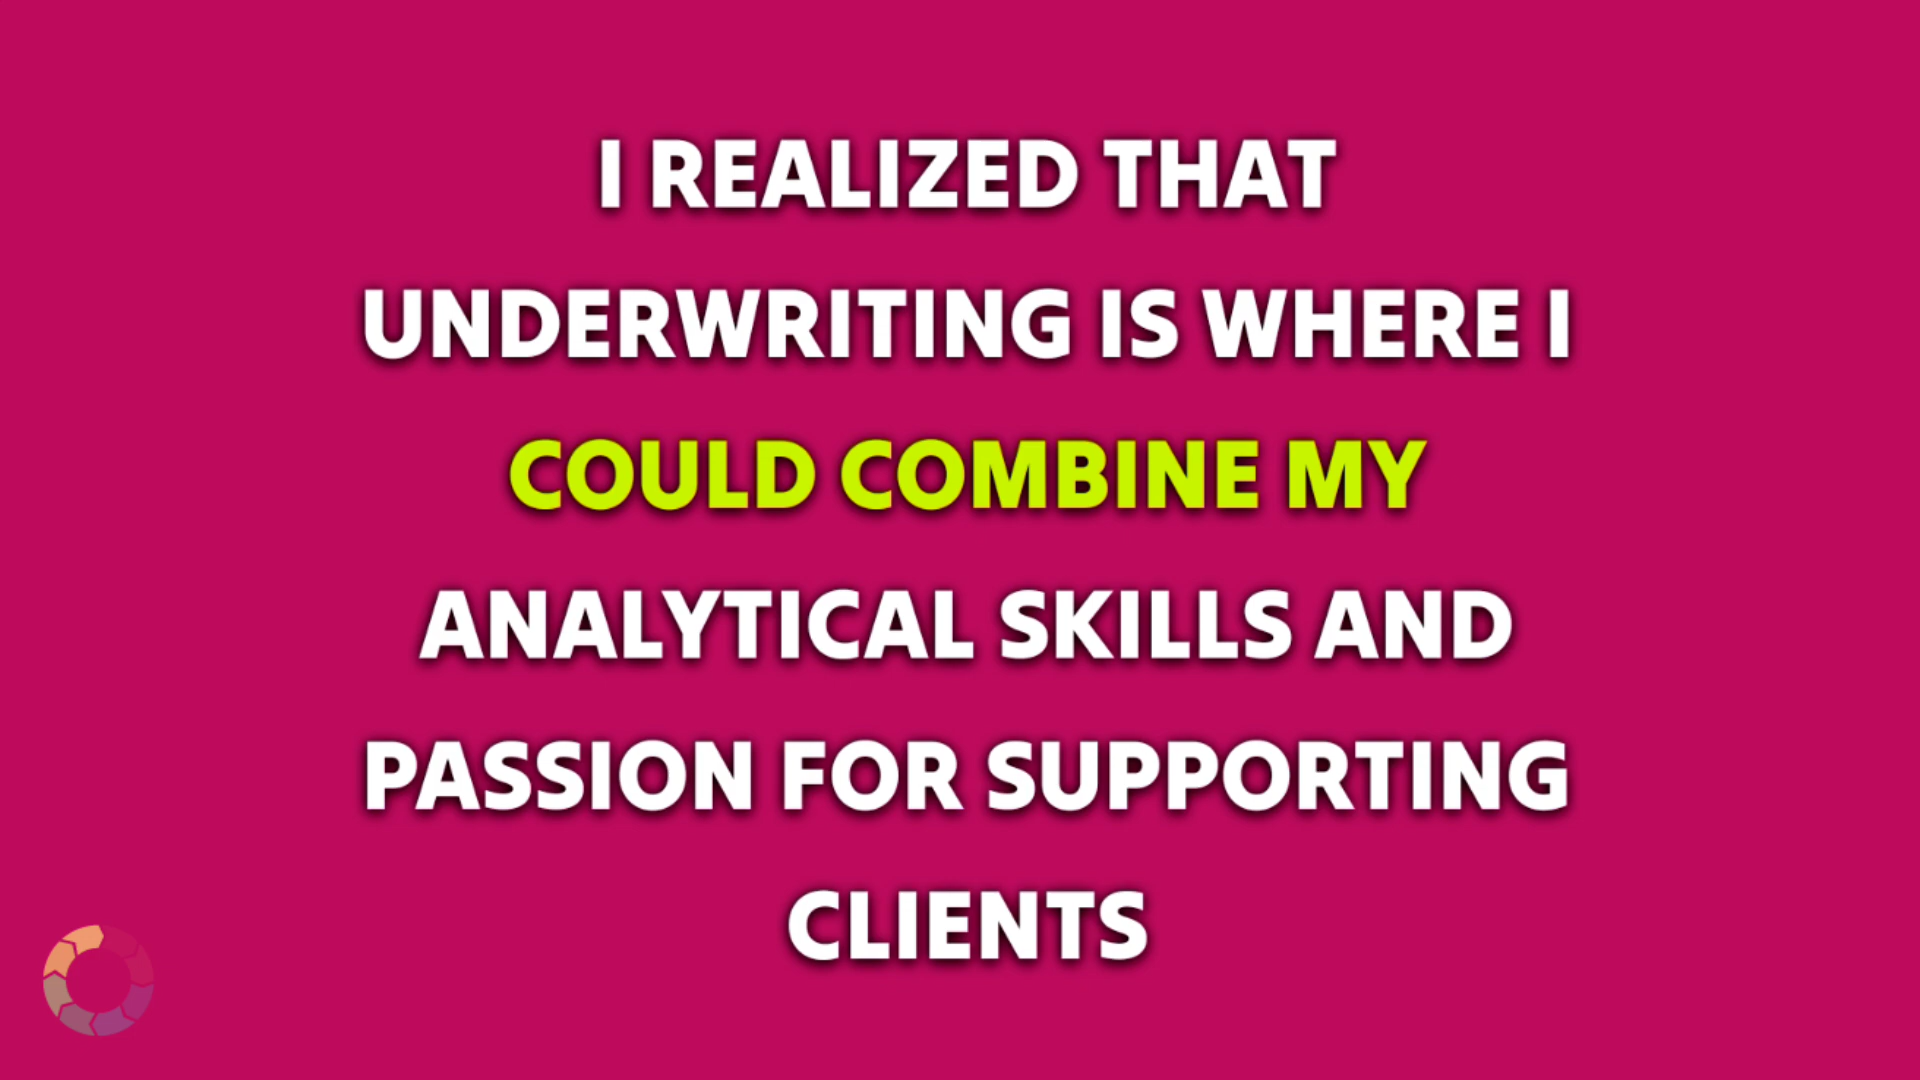 I REALIZED THAT
UNDERWRITING IS WHERE I
COULD COMBINE MY
ANALYTICAL SKILLS AND
PASSION FOR SUPPORTING
CLIENTS